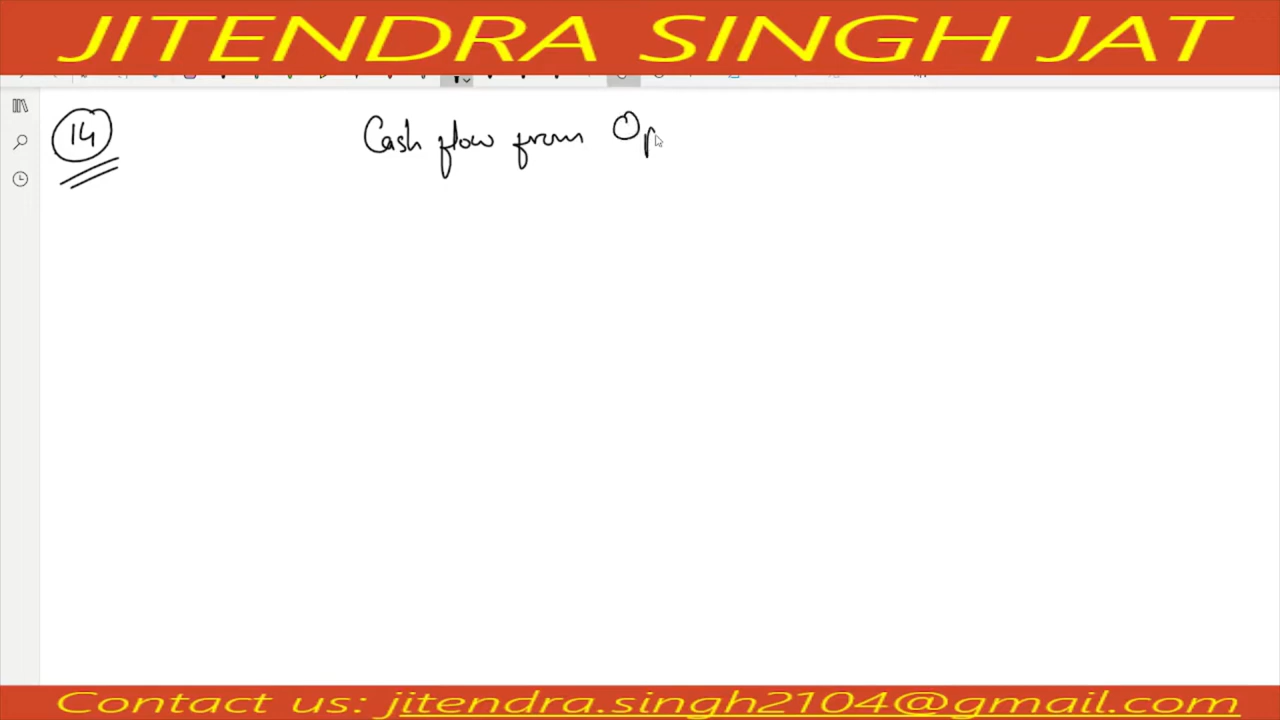 JITENDRA SINGH JAT
14 Cash flow from Op
Contact us: jitendra.singh2104@gmail.com